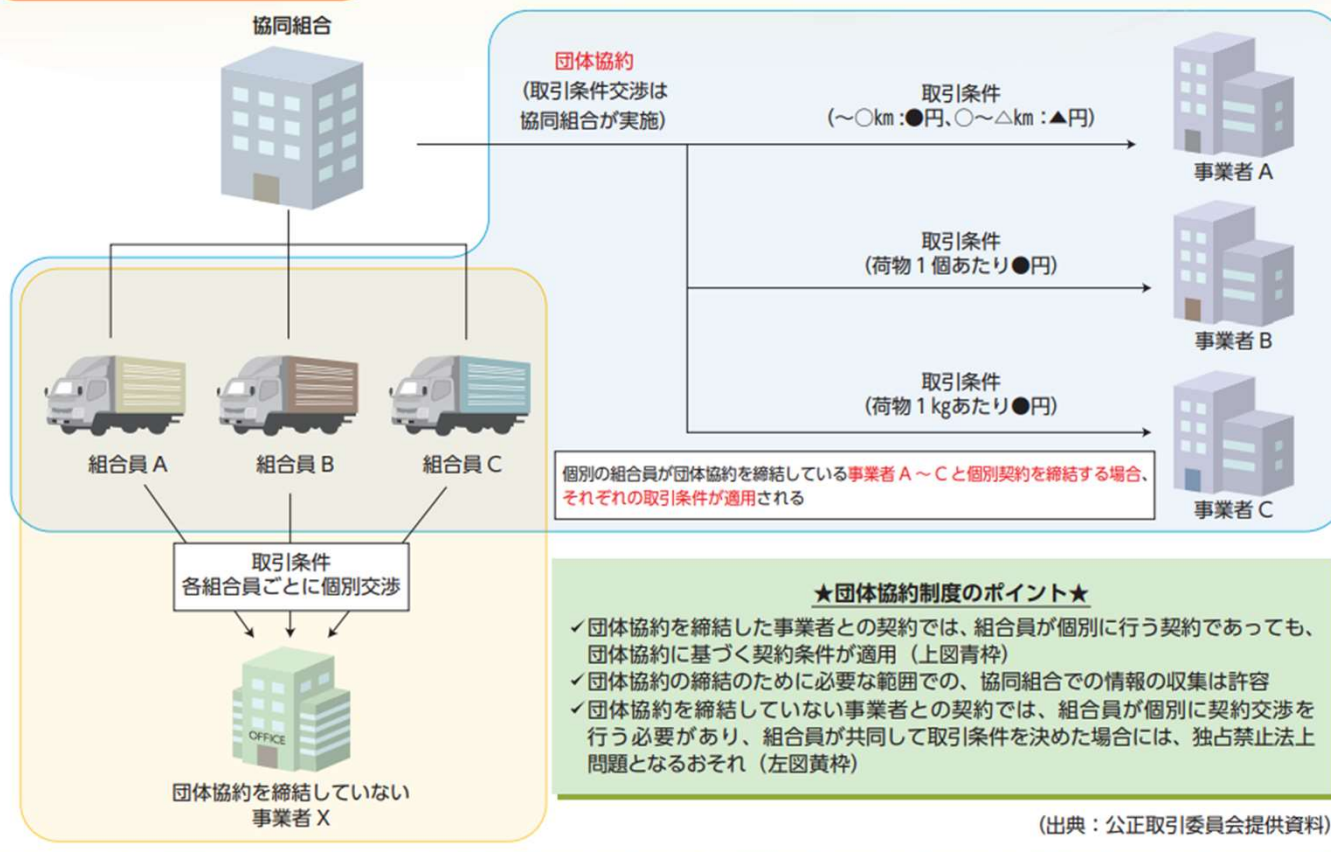 協同組合
団体協約
(取引条件交渉は
協同組合が実施)
取引条件
(～○km:●円、○～△km:▲円)
事業者A
取引条件
(荷物1個あたり●円)
事業者B
取引条件
(荷物1kgあたり●円)
事業者C
組合員A
組合員B
組合員C
個別の組合員が団体協約を締結している事業者A～Cと個別契約を締結する場合、
それぞれの取引条件が適用される
取引条件
各組合員ごとに個別交渉
OFFICE
団体協約を締結していない
事業者X
★団体協約制度のポイント★
✓団体協約を締結した事業者との契約では、組合員が個別に行う契約であっても、
団体協約に基づく契約条件が適用（上図青枠）
✓団体協約の締結のために必要な範囲での、協同組合での情報の収集は許容
✓団体協約を締結していない事業者との契約では、組合員が個別に契約交渉を
行う必要があり、組合員が共同して取引条件を決めた場合には、独占禁止法上
問題となるおそれ（左図黄枠）
(出典：公正取引委員会提供資料)